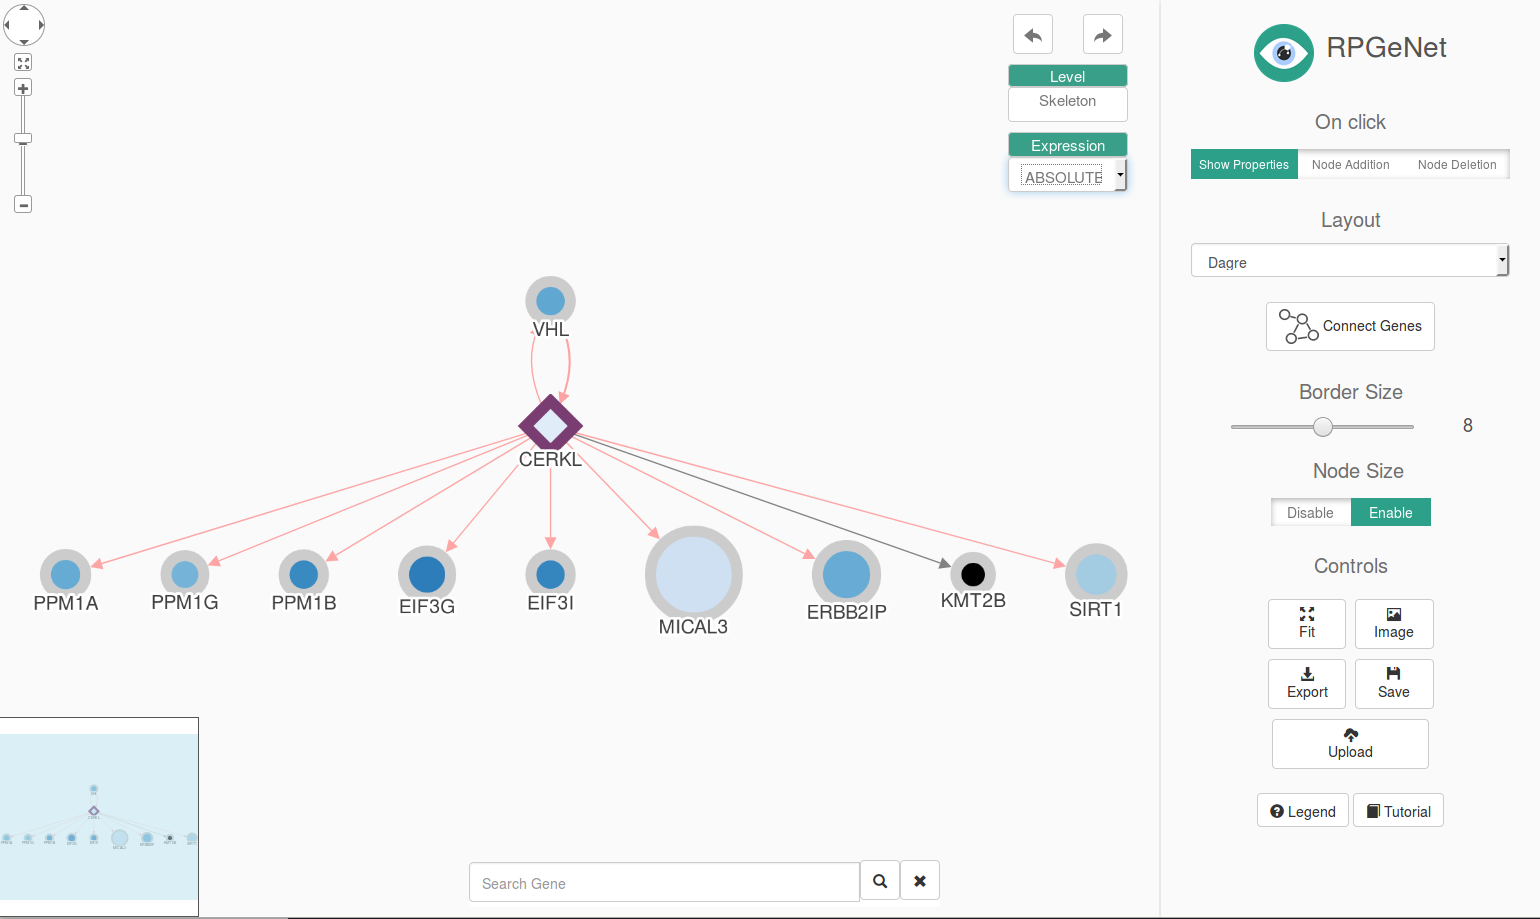 RPGeNet
Level
Skeleton
Expression
ABSOLUTE
On click
Show Properties
Node Addition
Node Deletion
Layout
Dagre
Connect Genes
Border Size
8
Node Size
Disable
Enable
Controls
Fit
Image
Export
Save
Upload
Legend
Tutorial
VHL
CERKL
PPM1A
PPM1G
PPM1B
EIF3G
EIF3I
MICAL3
ERBB2IP
KMT2B
SIRT1
Search Gene